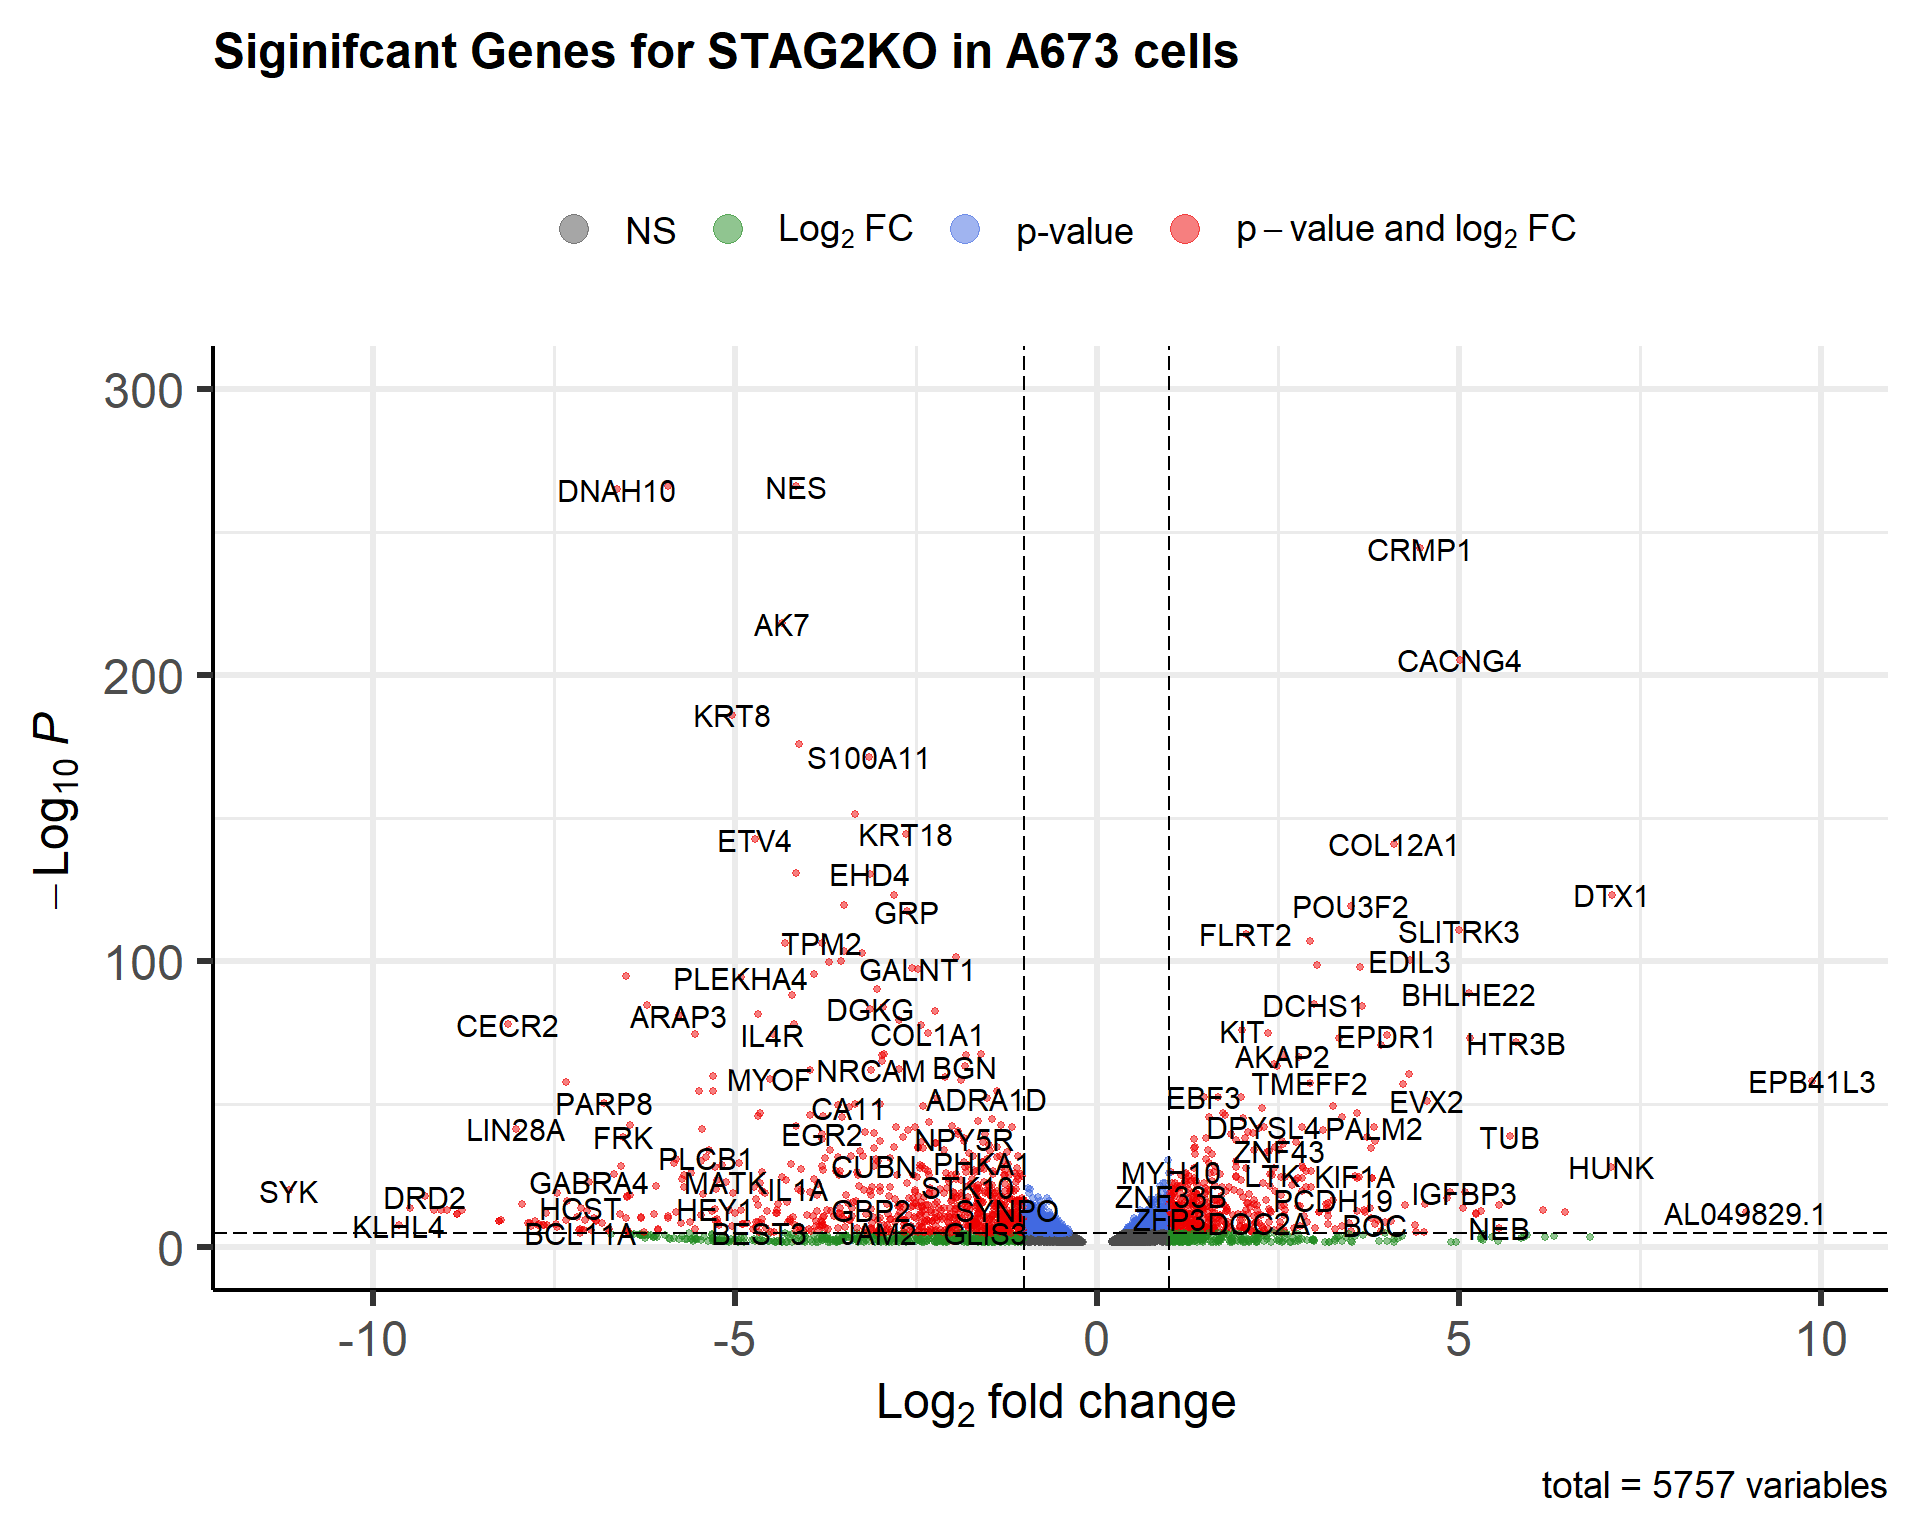 Siginifcant Genes for STAG2KO in A673 cells
NS Log2 FC p-value p – value and log2 FC
300
DNAH10 NES
CRMP1
AK7
200
CACNG4
KRT8
S100A11
KRT18
ETV4 COL12A1
EHD4
DTX1
GRP POU3F2
FLRT2 SLITRK3
TPM2
100
EDIL3
GALNT1
PLEKHA4
BHLHE22
DCHS1
DGKG
ARAP3
CECR2
KIT
IL4R COL1A1 EPDR1
HTR3B
AKAP2
NRCAM BGN
MYOF TMEFF2 EPB41L3
EBF3
PARP8 CA11 ADRA1D EVX2
LIN28A FRK EGR2 NPY5R DPYSL4 PALM2 TUB
PLCB1 CUBN PHKA1 ZNF43 HUNK
MYH10 LTK KIF1A
GABRA4 MATK IL1A STK10
SYK DRD2 ZNF33B PCDH19 IGFBP3
HCST HEY1 GBP2 SYNPO AL049829.1
KLHL4 ZFP3 DOC2A BOC NEB
BCL11A BEST3 JAM2 GLIS3
0
-10 -5 0 5 10
−Log10 P
Log2 fold change
total = 5757 variables